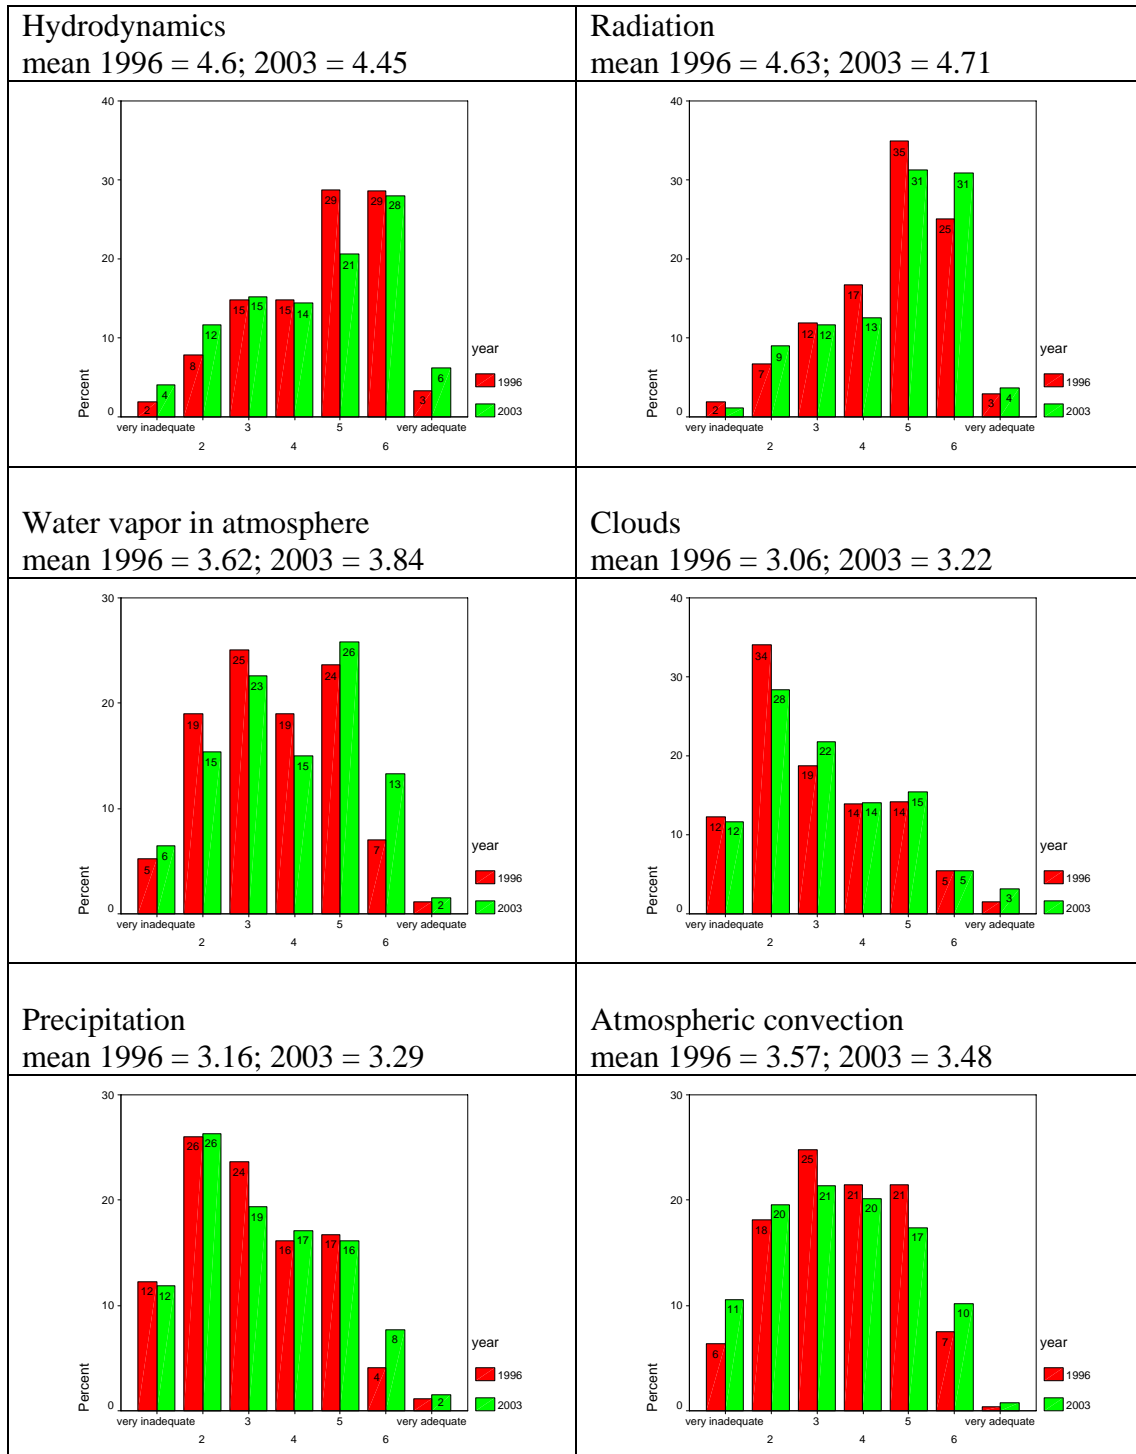 Hydrodynamics
mean 1996 = 4.6; 2003 = 4.45
40
30
20
10
0
Percent
2 4 8 12 15 15 15 14 29 21 29 28 3 6
very inadequate 3 5 very adequate
2 4 6
year
1996
2003
Radiation
mean 1996 = 4.63; 2003 = 4.71
40
30
20
10
0
Percent
2 7 9 12 12 17 13 35 31 25 31 3 4
very inadequate 3 5 very adequate
2 4 6
year
1996
2003
Water vapor in atmosphere
mean 1996 = 3.62; 2003 = 3.84
30
20
10
0
Percent
5 6 19 15 25 23 19 15 24 26 7 13 2
very inadequate 3 5 very adequate
2 4 6
year
1996
2003
Clouds
mean 1996 = 3.06; 2003 = 3.22
40
30
20
10
0
Percent
12 12 34 28 19 22 14 14 14 15 5 5 3
very inadequate 3 5 very adequate
2 4 6
year
1996
2003
Precipitation
mean 1996 = 3.16; 2003 = 3.29
30
20
10
0
Percent
12 12 26 26 24 19 16 17 17 16 4 8 2
very inadequate 3 5 very adequate
2 4 6
year
1996
2003
Atmospheric convection
mean 1996 = 3.57; 2003 = 3.48
30
20
10
0
Percent
6 11 18 20 25 21 21 20 21 17 7 10
very inadequate 3 5 very adequate
2 4 6
year
1996
2003